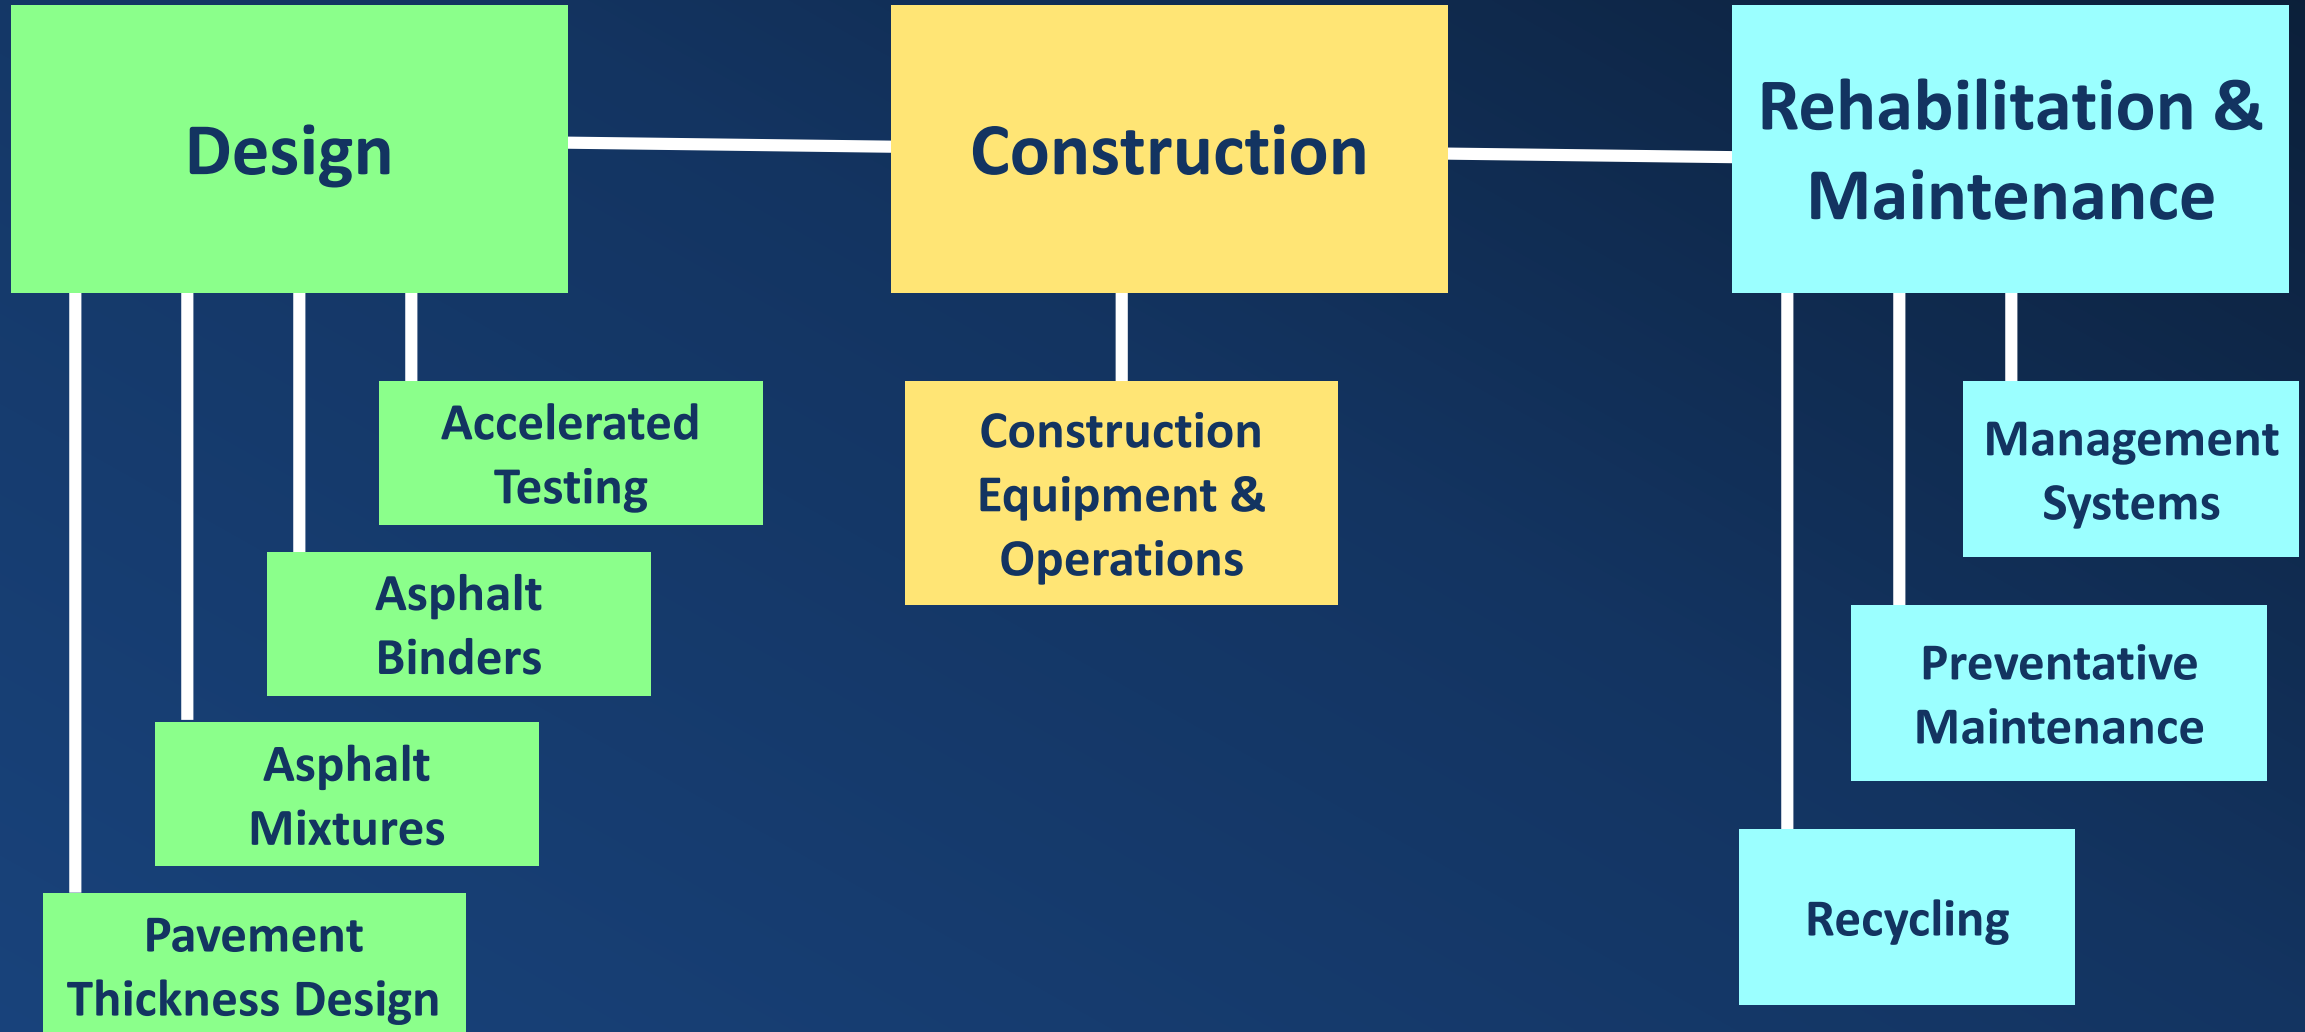 Design
Construction
Rehabilitation &
Maintenance
Accelerated
Testing
Asphalt
Binders
Asphalt
Mixtures
Pavement
Thickness Design
Construction
Equipment &
Operations
Management
Systems
Preventative
Maintenance
Recycling